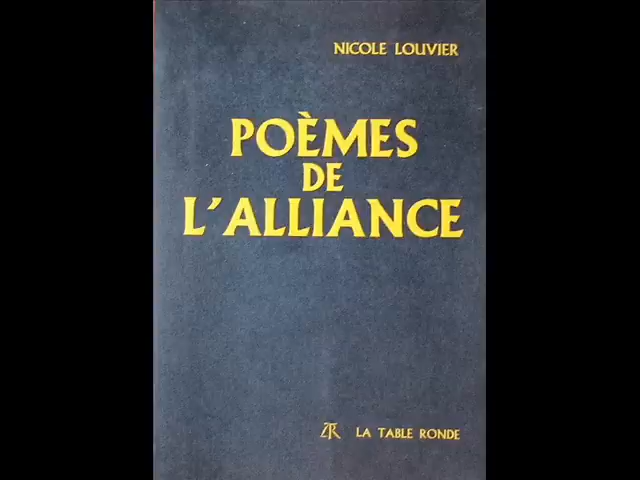 NICOLE LOUVIER
POÈMES
DE
L'ALLIANCE
LA TABLE RONDE